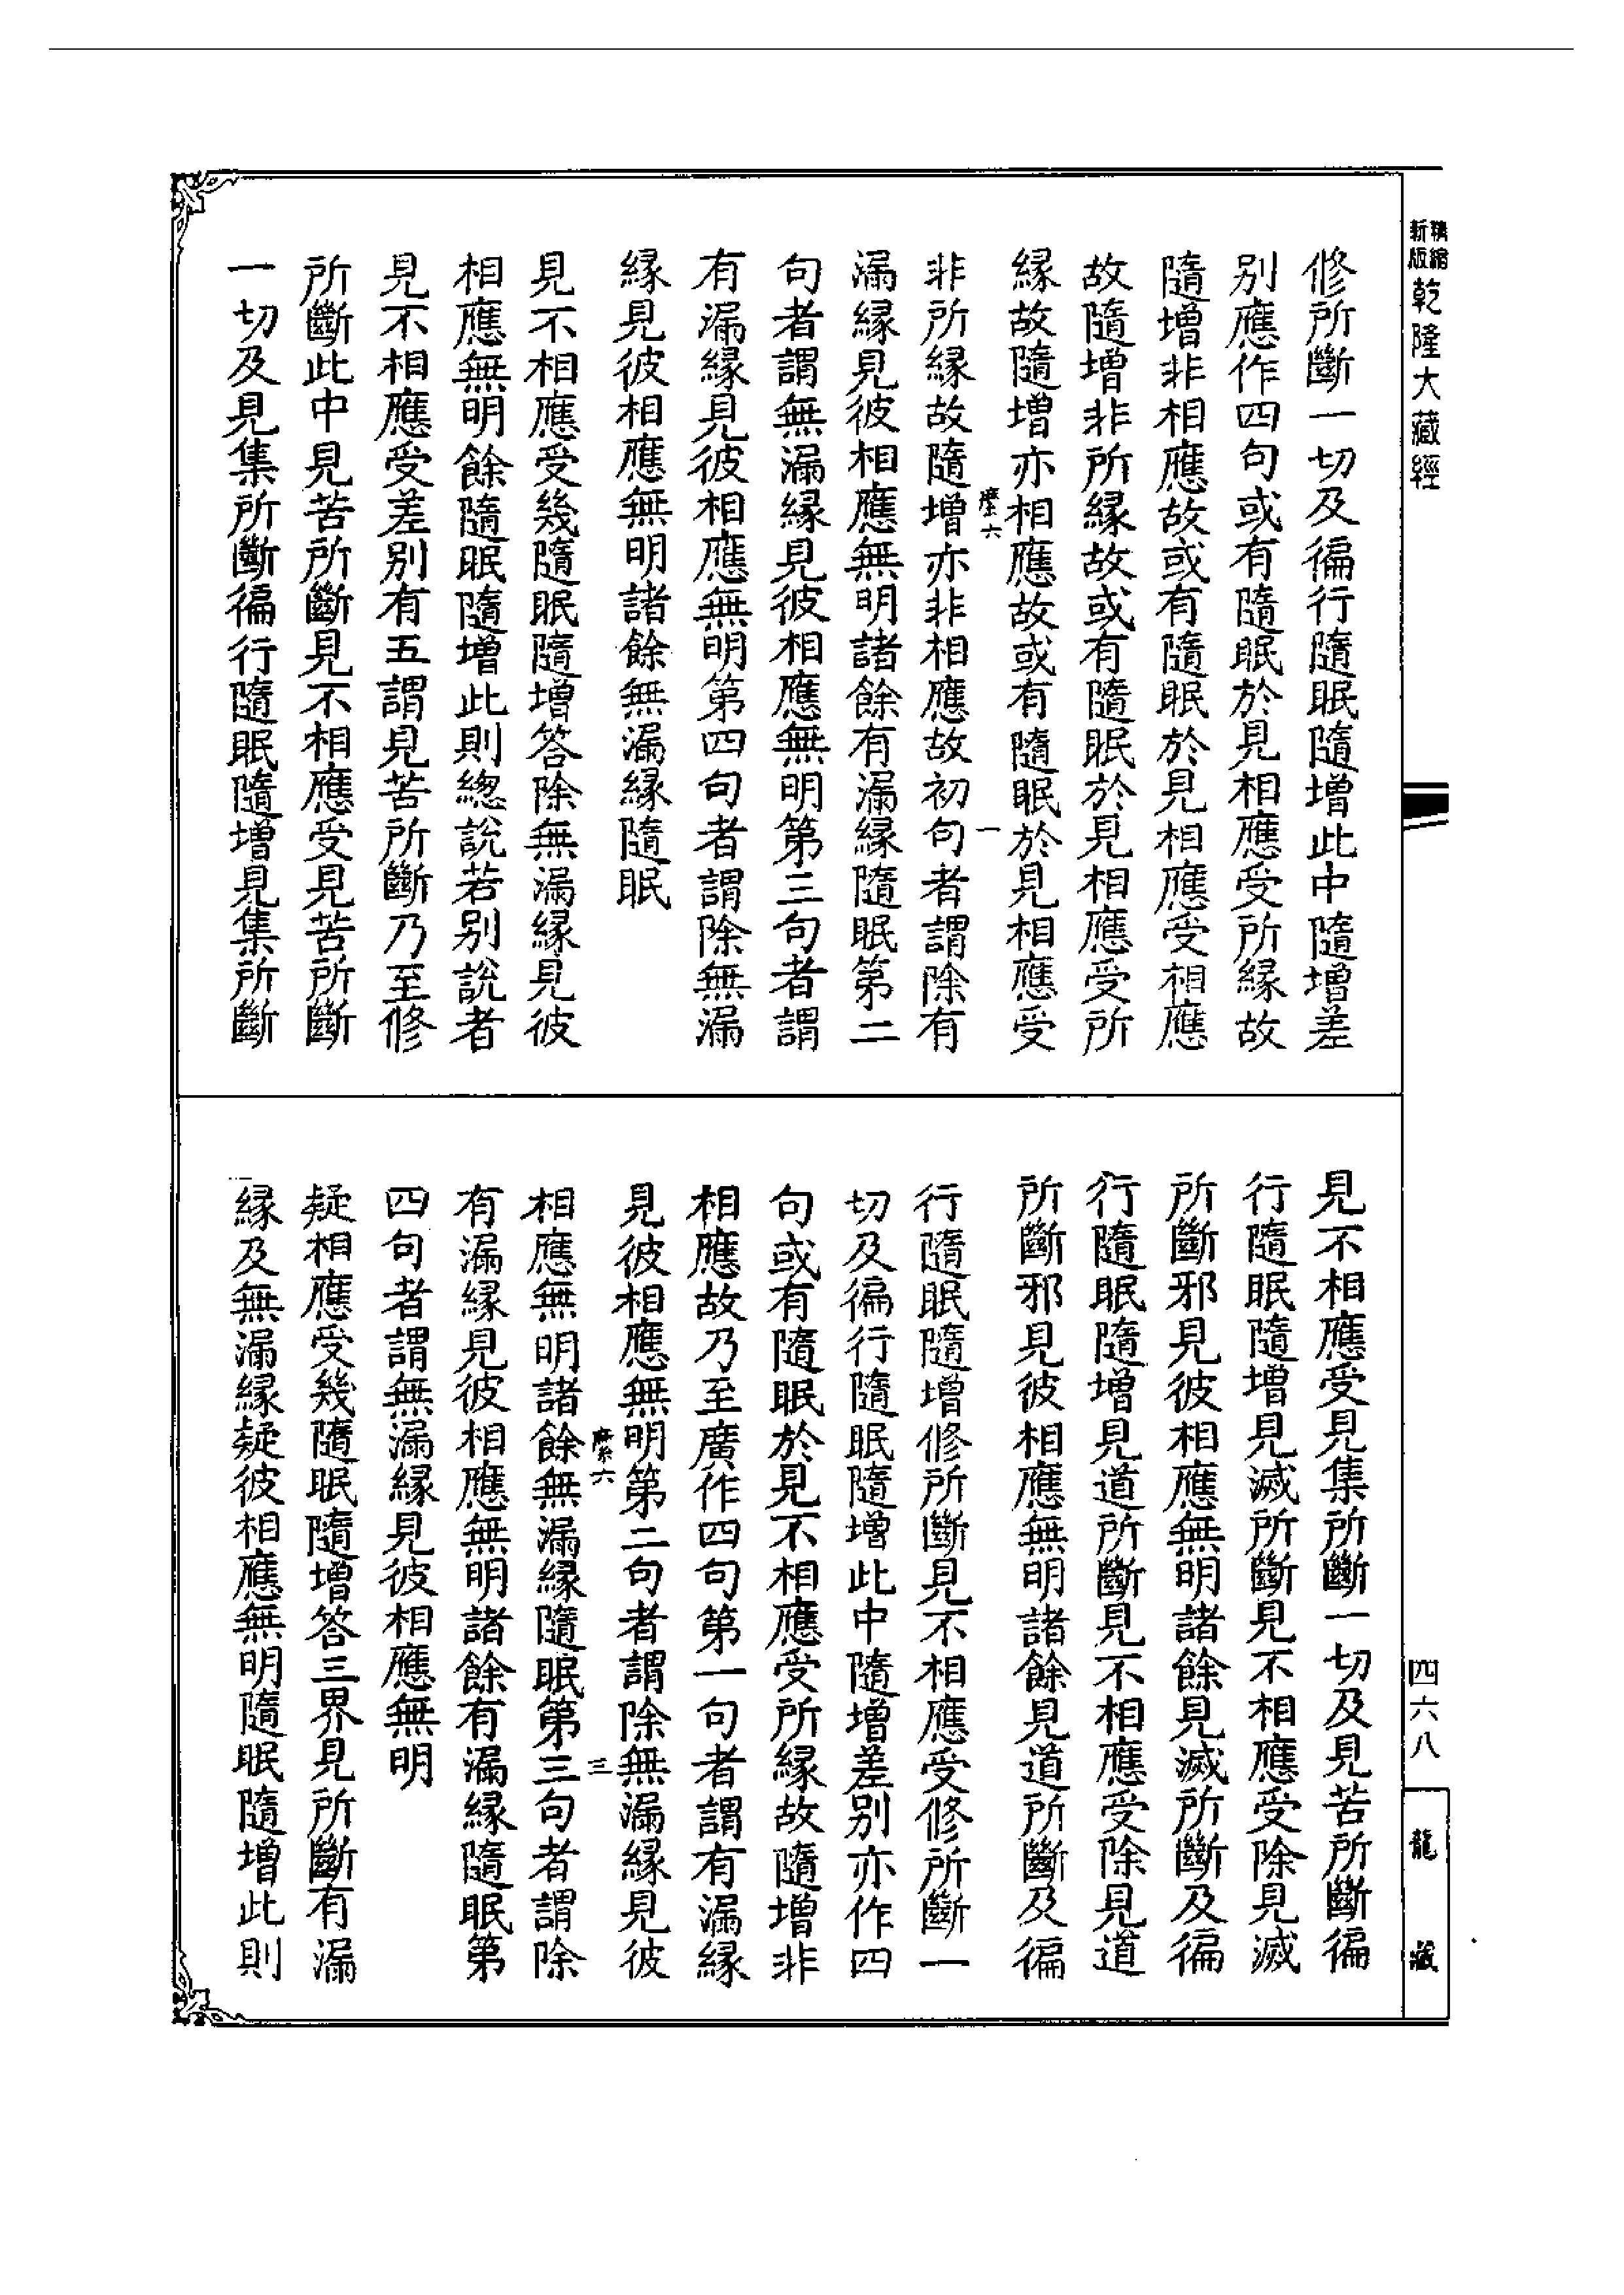 精縮新版乾隆大藏經
修所斷一切及徧行隨眠隨增此中隨增差
別應作四句或有隨眠於見相應受所緣故
隨增非相應故或有隨眠於見相應受相應
故隨增非所緣故或有隨眠於見相應受所
緣故隨增亦相應故或有隨眠於見相應受
非所緣故隨增亦非相應故初句者謂除有
漏緣見彼相應無明諸餘有漏緣隨眠第二
句者謂無漏緣見彼相應無明第三句者謂
有漏緣見彼相應無明第四句者謂除無漏
緣見彼相應無明諸餘無漏緣隨眠
見不相應受幾隨眠隨增答除無漏緣見彼
相應無明餘隨眠隨增此則總說若別說者
見不相應受差別有五謂見苦所斷乃至修
所斷此中見苦所斷見不相應受見苦所斷
一切及見集所斷徧行隨眠隨增見集所斷
見不相應受見集所斷一切及見苦所斷徧
行隨眠隨增見滅所斷見不相應受除見滅
所斷邪見彼相應無明諸餘見滅所斷及徧
行隨眠隨增見道所斷見不相應受除見道
所斷邪見彼相應無明諸餘見道所斷及徧
行隨眠隨增修所斷見不相應受修所斷一
切及徧行隨眠隨增此中隨增差別亦作四
句或有隨眠於見不相應受所緣故隨增非
相應故乃至廣作四句第一句者謂有漏緣
見彼相應無明第二句者謂除無漏緣見彼
相應無明諸餘無漏緣隨眠第三句者謂除
有漏緣見彼相應無明諸餘有漏緣隨眠第
四句者謂無漏緣見彼相應無明
疑相應受幾隨眠隨增答三界見所斷有漏
緣及無漏緣疑彼相應無明隨眠隨增此則
四六八
龍藏